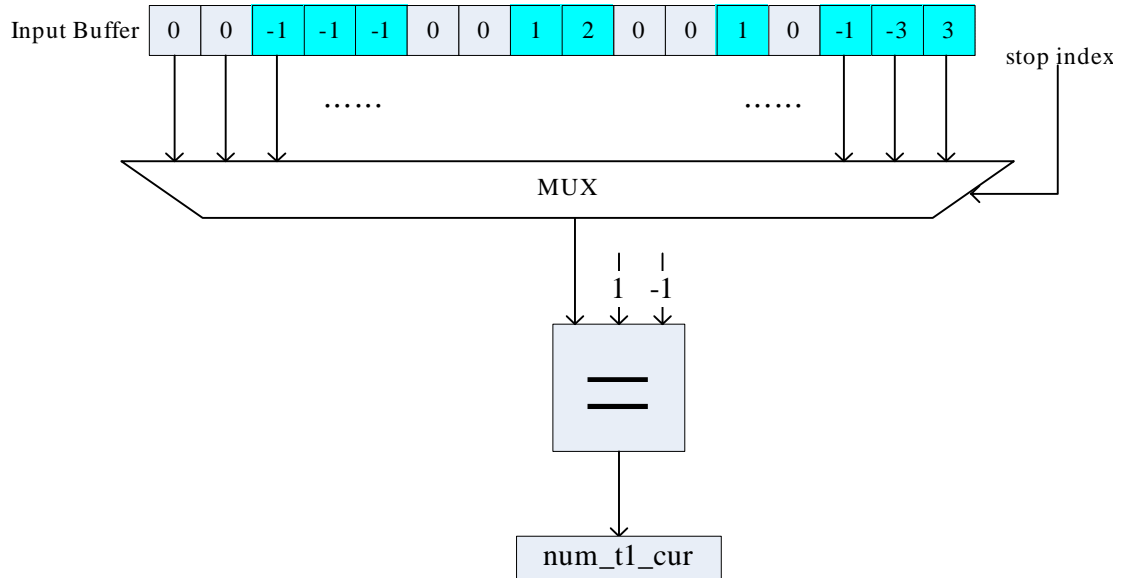 Input Buffer 0 0 -1 -1 -1 0 0 1 2 0 0 1 0 -1 -3 3
stop index
...... ......
MUX
1 -1
=
num_t1_cur